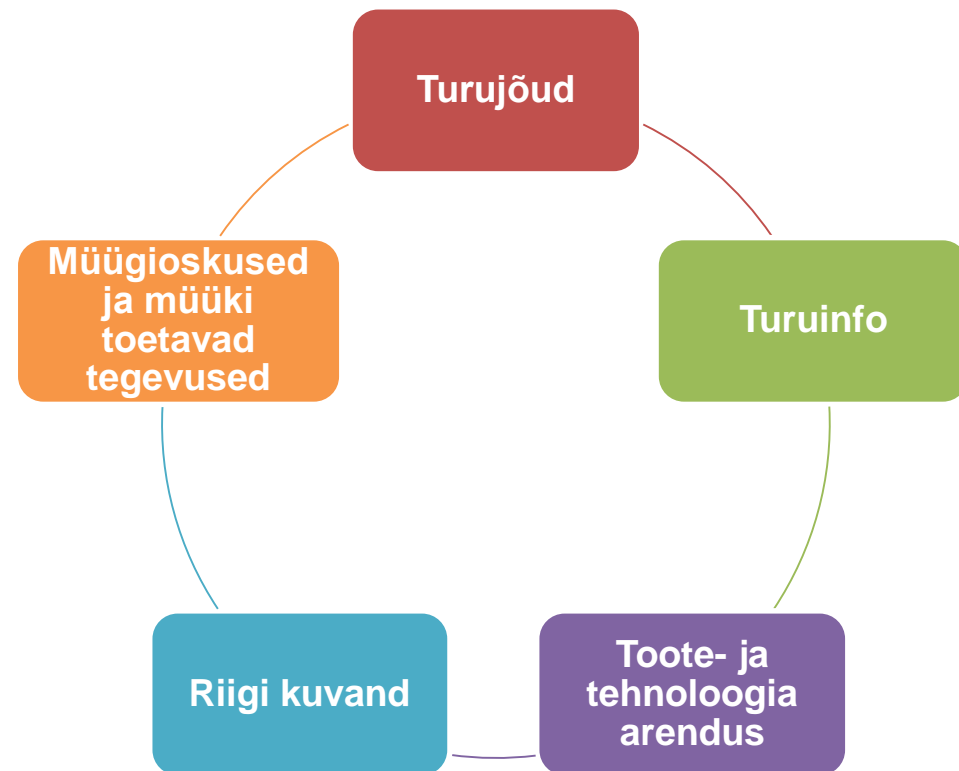 Turujõud
Müügioskused
ja müüki
toetavad
tegevused
Turuinfo
Riigi kuvand
Toote- ja
tehnoloogia
arendus